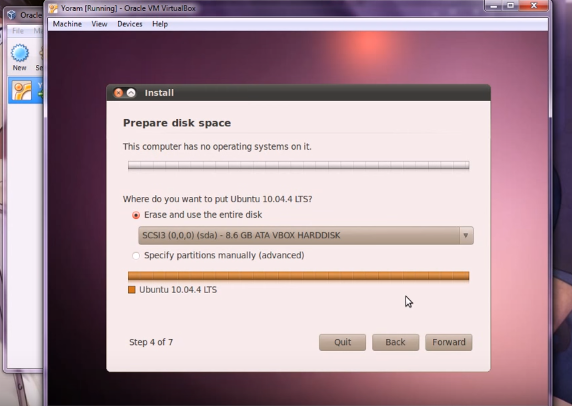 Yoram [Running] - Oracle VM VirtualBox
Oracle
Machine View Devices Help
File
New
Install
Prepare disk space
This computer has no operating systems on it.
Where do you want to put Ubuntu 10.04.4 LTS?
Erase and use the entire disk
SCSI3 (0,0,0) (sda) - 8.6 GB ATA VBOX HARDDISK
Specify partitions manually (advanced)
Ubuntu 10.04.4 LTS
Step 4 of 7
Quit
Back
Forward